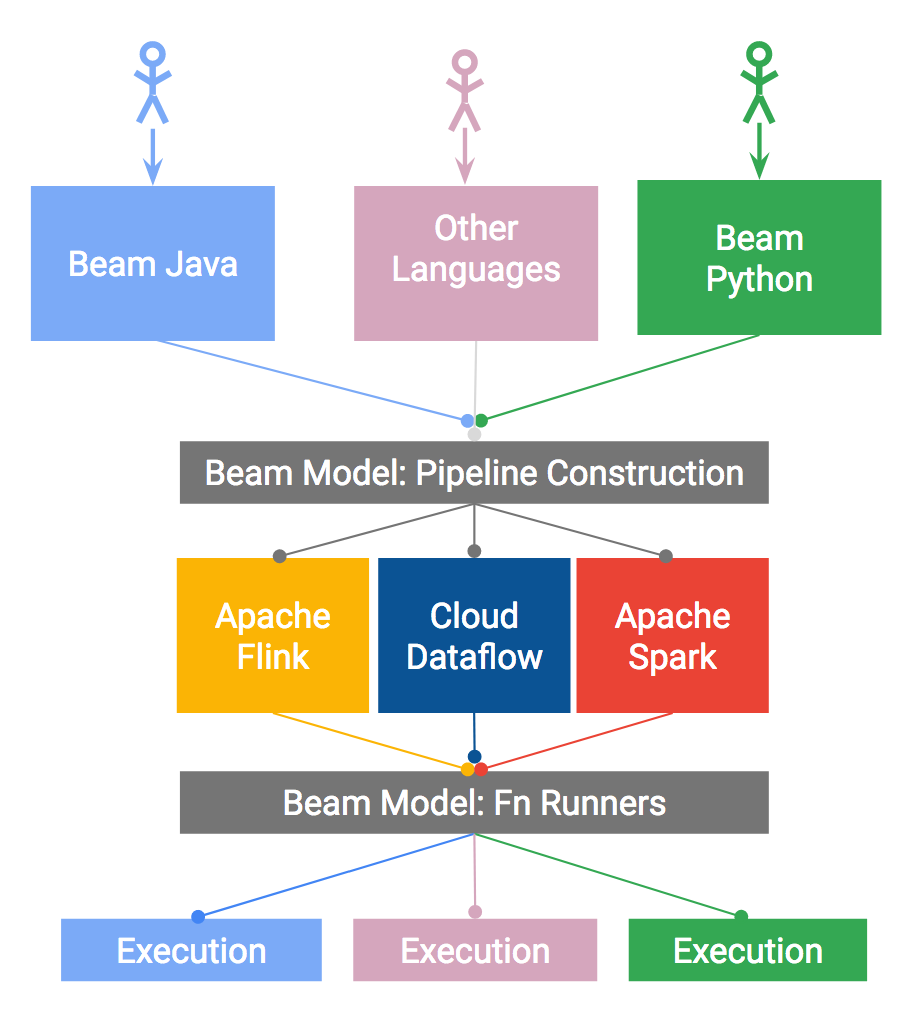 Beam Java
Other
Languages
Beam
Python
Beam Model: Pipeline Construction
Apache
Flink
Cloud
Dataflow
Apache
Spark
Beam Model: Fn Runners
Execution
Execution
Execution